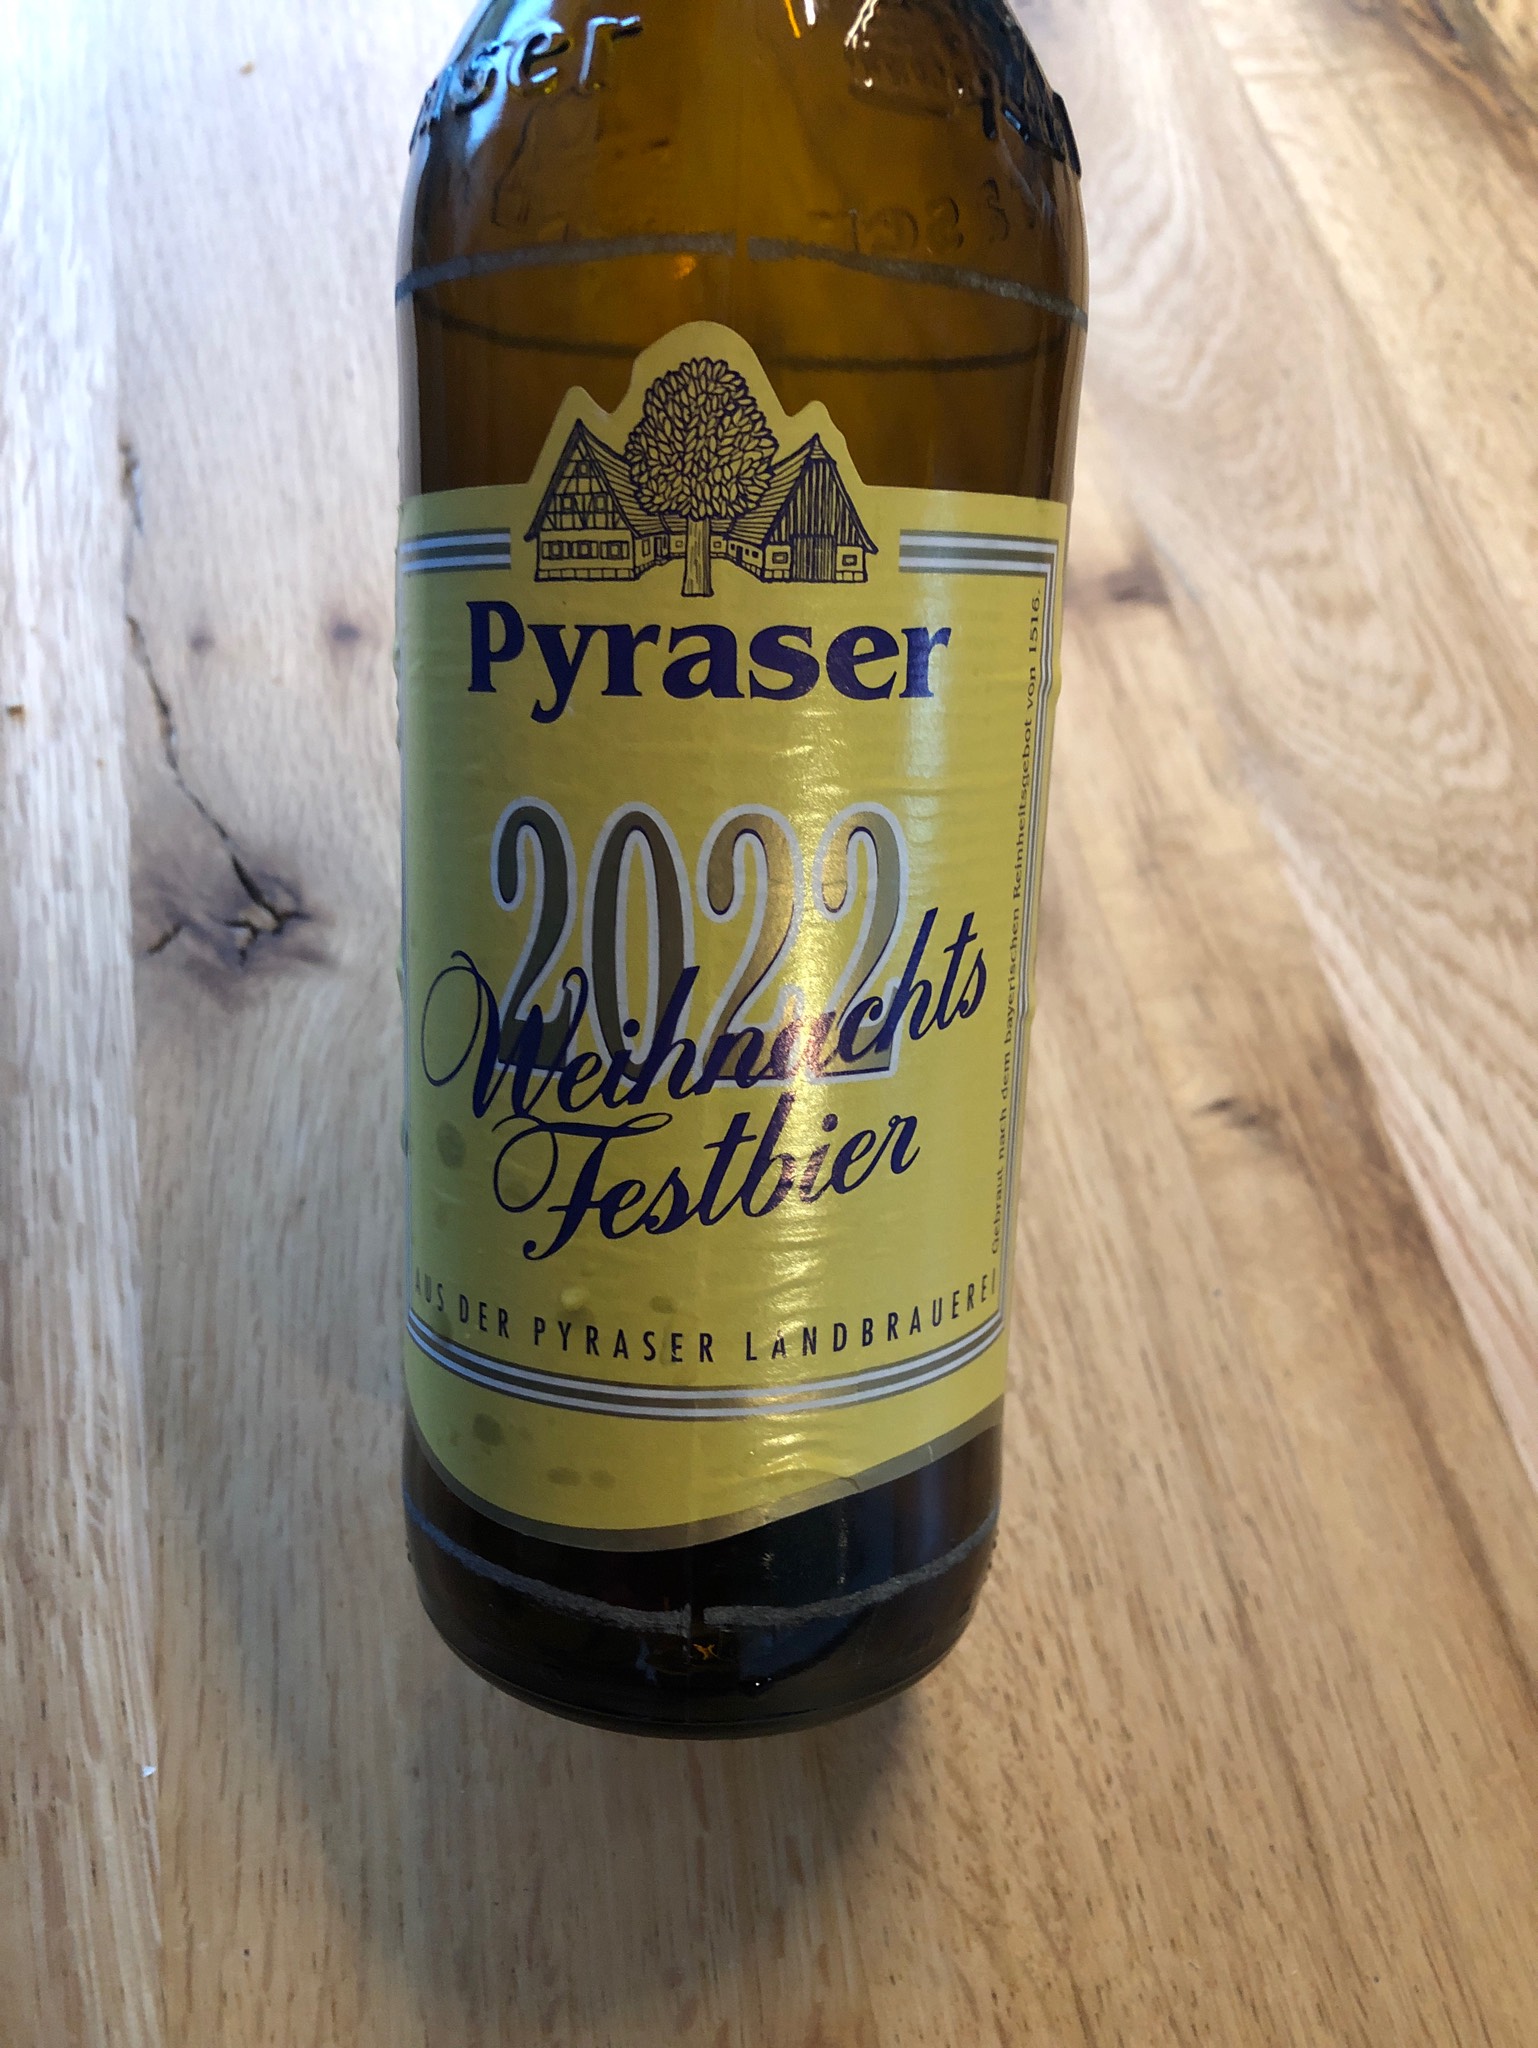 Pyraser
2022
Weihnachts
Festbier
AUS DER PYRASER LANDBRAUEREI
Gebraut nach dem bayerischen Reinheitsgebot von 1516.